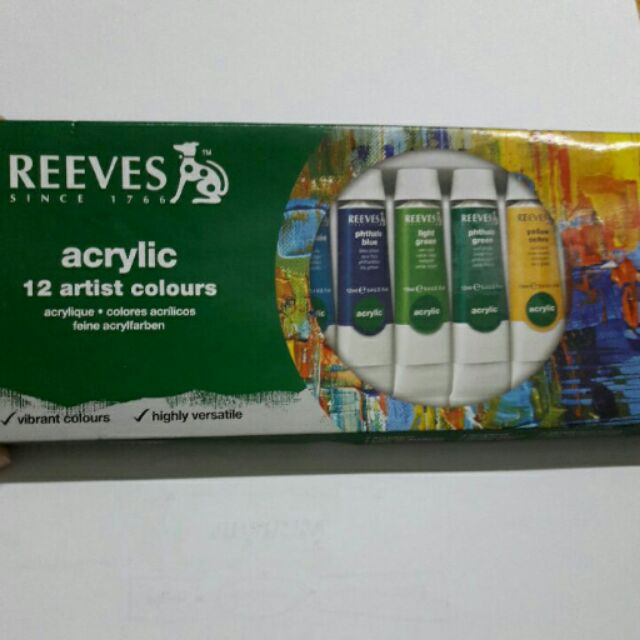 REEVES™
SINCE 1766
acrylic
12 artist colours
acrylique • colores acrílicos
feine acrylfarben
✓ vibrant colours
✓ highly versatile
REEVES
phthalo
blue
acrylic
REEVES
light
green
acrylic
REEVES
phthalo
green
acrylic
REEVES
yellow
ochre
acrylic